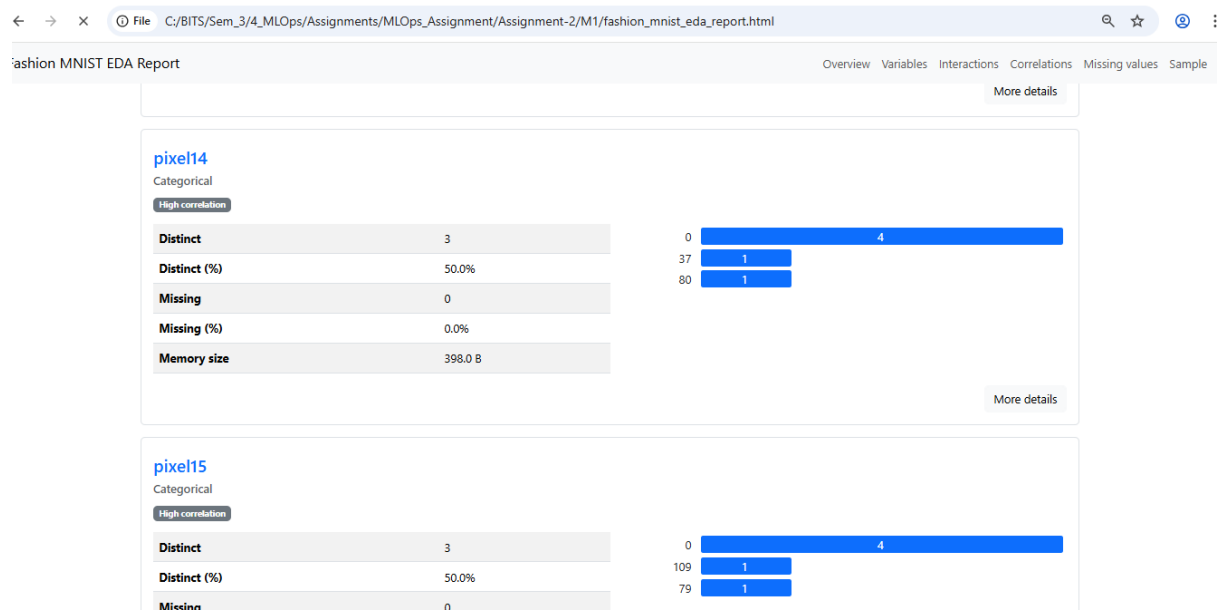 File C:/BITS/Sem_3/4_MLOps/Assignments/MLOps_Assignment/Assignment-2/M1/fashion_mnist_eda_report.html
ashion MNIST EDA Report Overview Variables Interactions Correlations Missing values Sample
More details
pixel14
Categorical
High correlation
Distinct 3
Distinct (%) 50.0%
Missing 0
Missing (%) 0.0%
Memory size 398.0 B
0 4
37 1
80 1
More details
pixel15
Categorical
High correlation
Distinct 3
Distinct (%) 50.0%
Missing 0
0 4
109 1
79 1